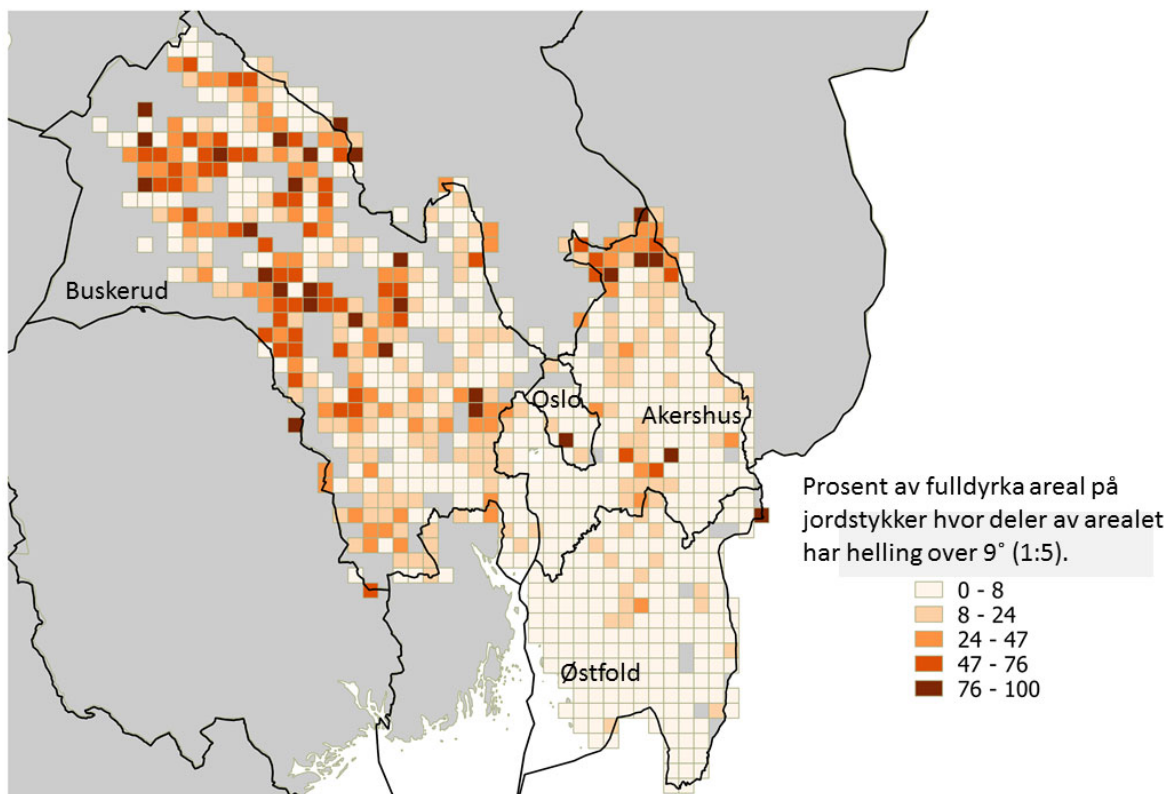 Buskerud
Oslo
Akershus
Prosent av fulldyrka areal på
jordstykker hvor deler av arealet
har helling over 9˚ (1:5).
0 - 8
8 - 24
24 - 47
47 - 76
76 - 100
Østfold